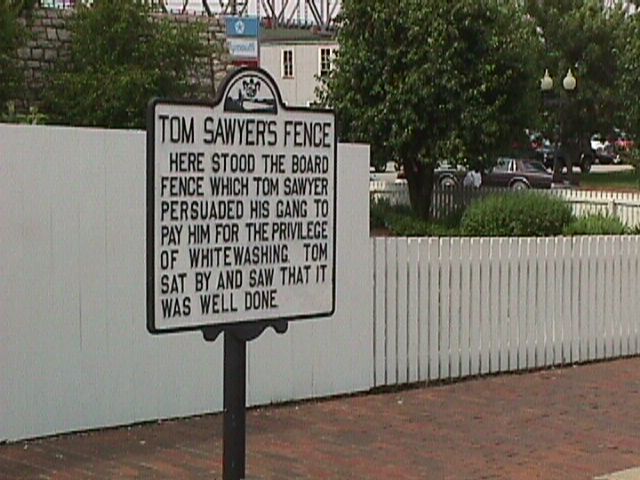 Plymouth
TOM SAWYER'S FENCE
HERE STOOD THE BOARD
FENCE WHICH TOM SAWYER
PERSUADED HIS GANG TO
PAY HIM FOR THE PRIVILEGE
OF WHITEWASHING. TOM
SAT BY AND SAW THAT IT
WAS WELL DONE.